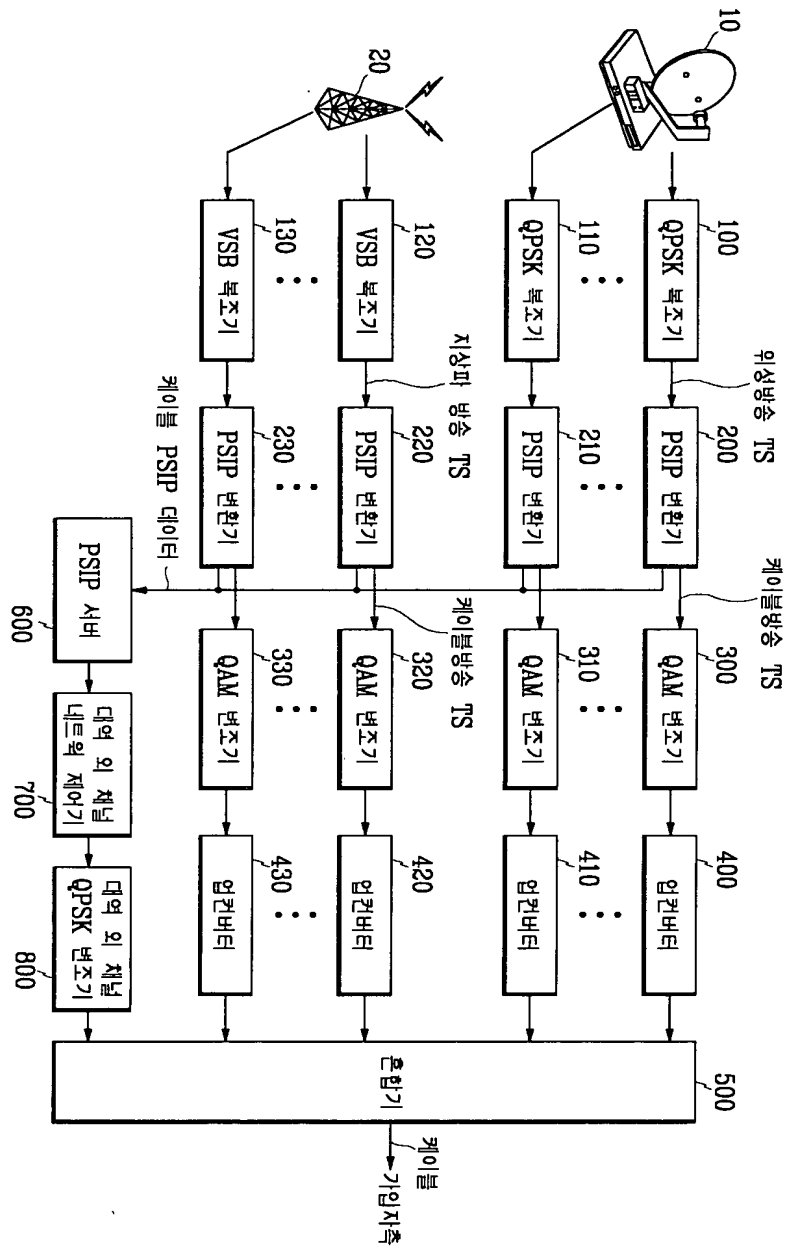 10
100
QPSK 복조기
위성방송 TS
200
PSIP 변환기
케이블방송 TS
300
QAM 변조기
400
업컨버터
500
혼합기
110
QPSK 복조기
210
PSIP 변환기
310
QAM 변조기
410
업컨버터
20
120
VSB 복조기
지상파 방송 TS
220
PSIP 변환기
케이블방송 TS
320
QAM 변조기
420
업컨버터
케이블
가입자측
130
VSB 복조기
230
PSIP 변환기
330
QAM 변조기
430
업컨버터
케이블 PSIP 데이터
PSIP 서버
600
대역 외 채널
네트웍 제어기
700
대역 외 채널
QPSK 변조기
800